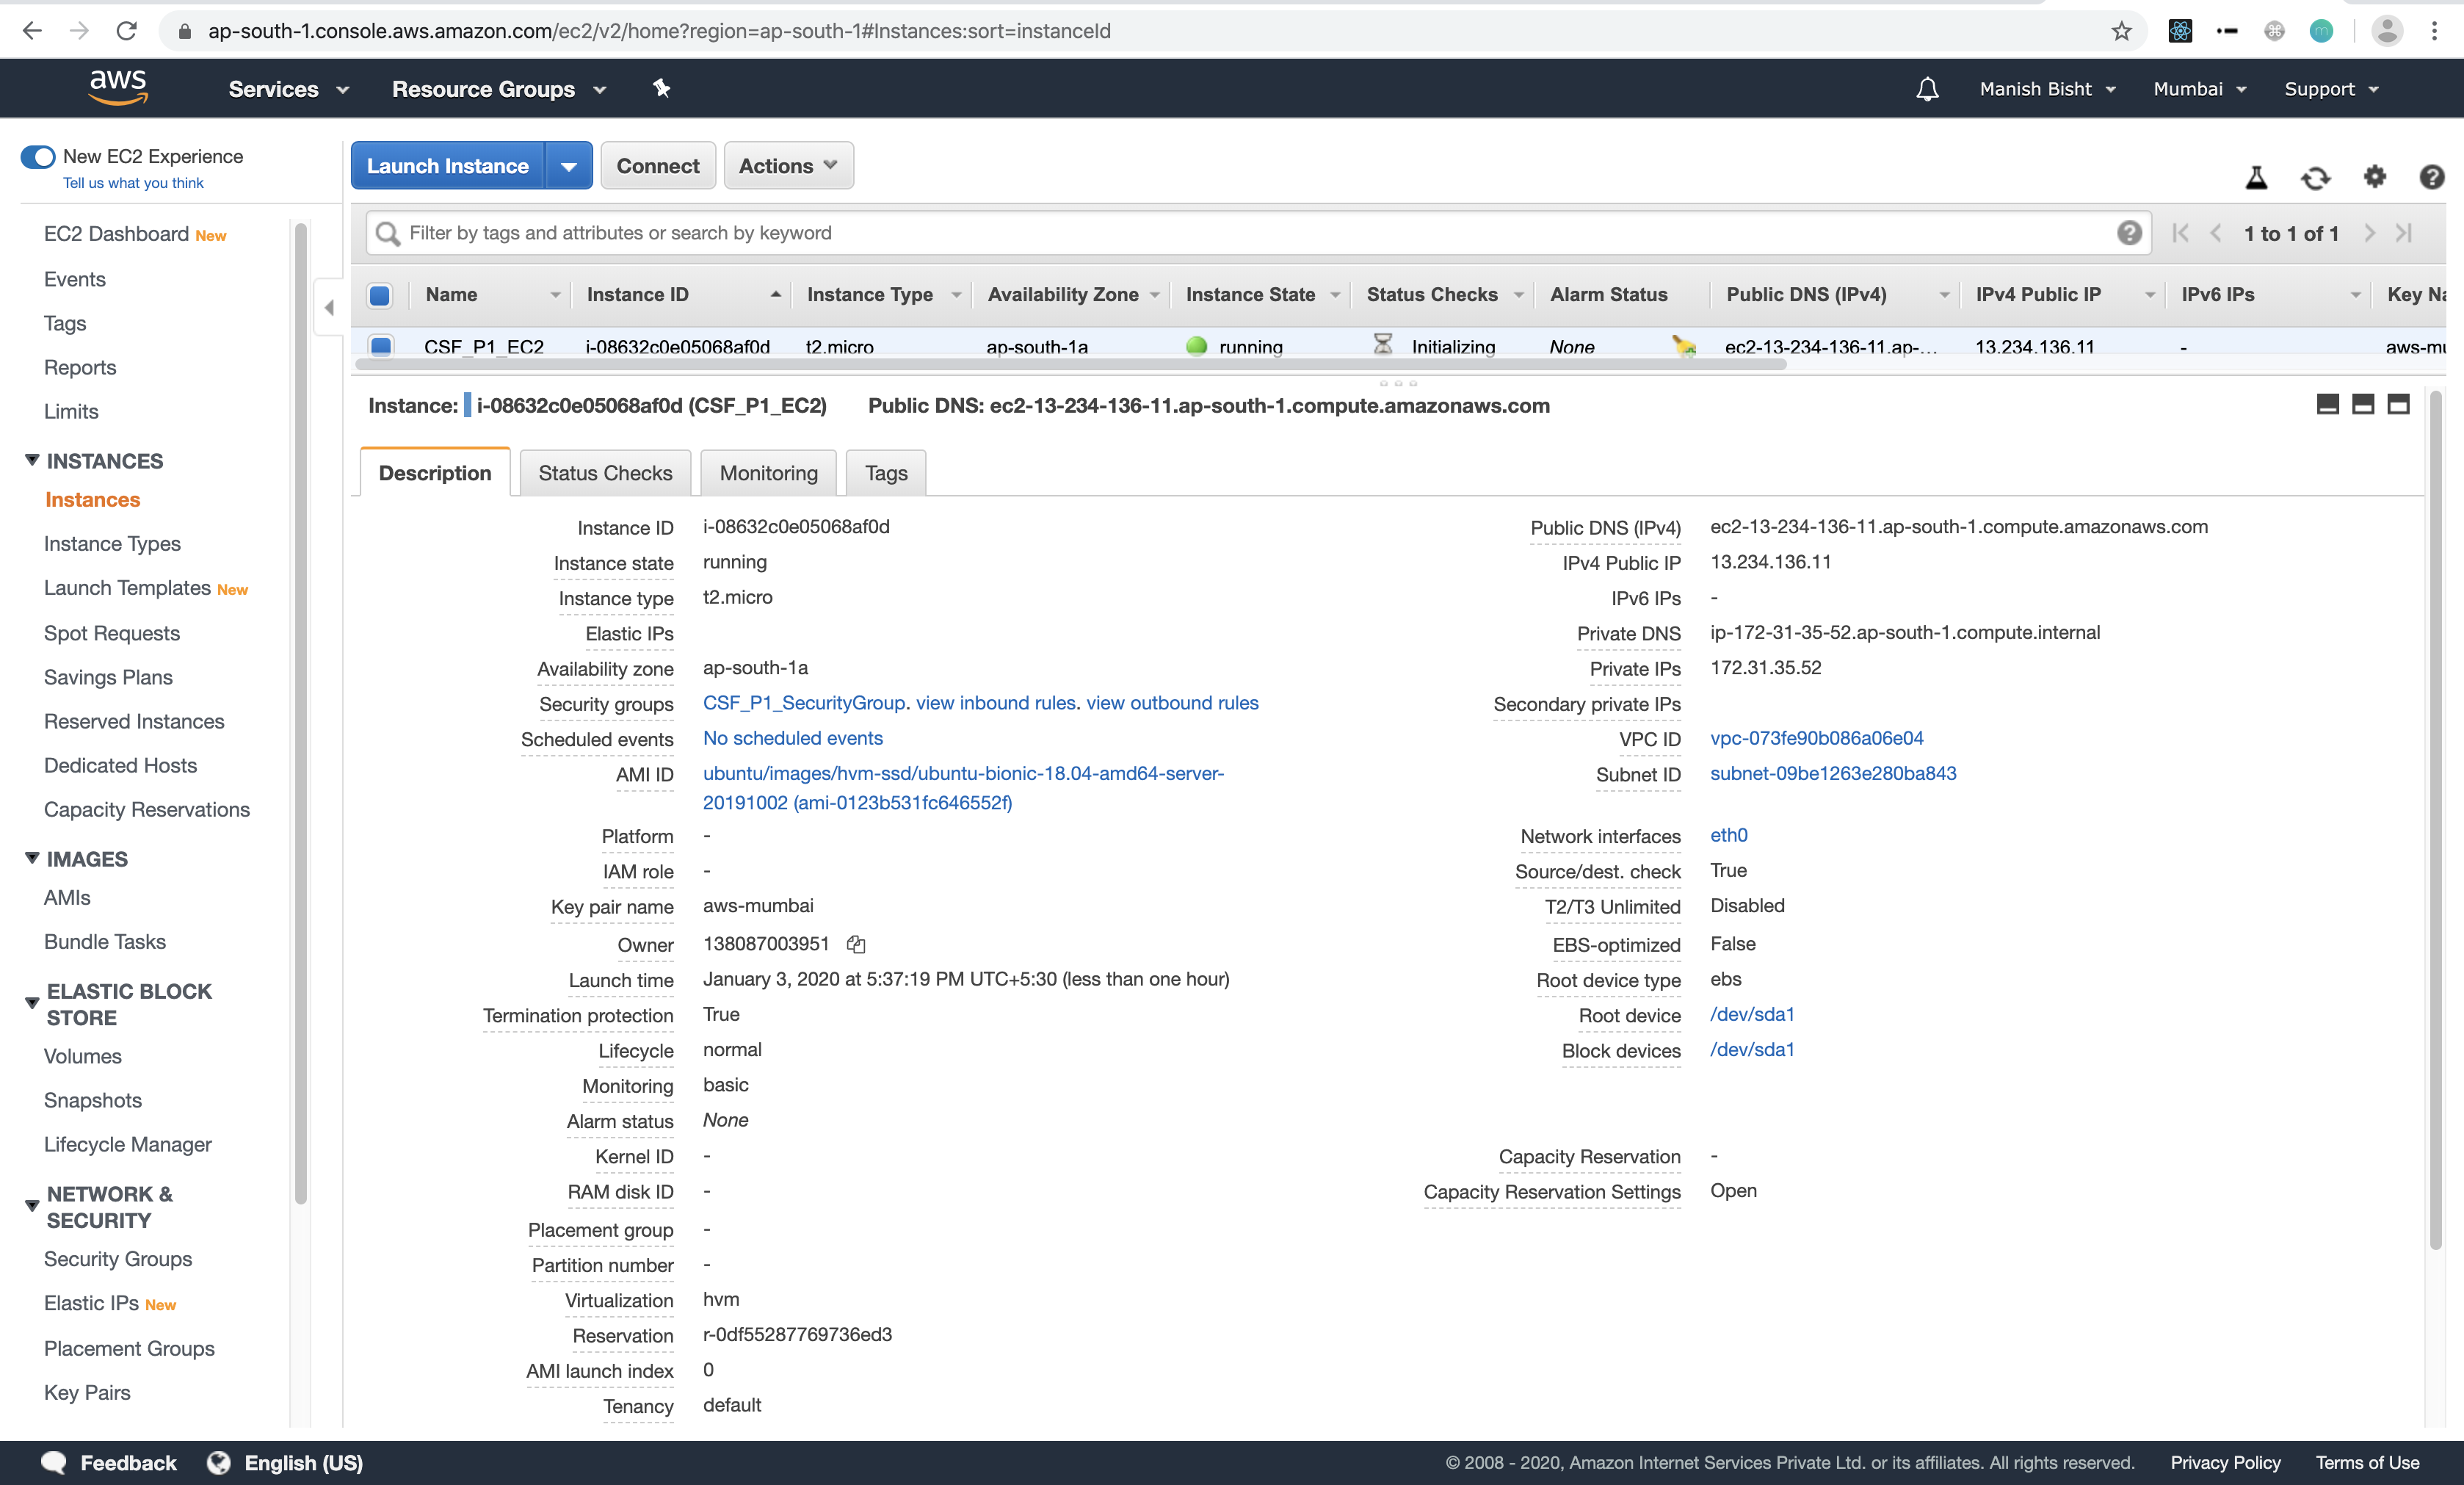 ap-south-1.console.aws.amazon.com/ec2/v2/home?region=ap-south-1#Instances:sort=instanceId
m
aws Services Resource Groups Manish Bisht Mumbai Support
New EC2 Experience
Tell us what you think
Launch Instance Connect Actions
Filter by tags and attributes or search by keyword
1 to 1 of 1
Name Instance ID Instance Type Availability Zone Instance State Status Checks Alarm Status Public DNS (IPv4) IPv4 Public IP IPv6 IPs Key Na
CSF_P1_EC2 i-08632c0e05068af0d t2.micro ap-south-1a running Initializing None ec2-13-234-136-11.ap-... 13.234.136.11 - aws-mu
EC2 Dashboard New
Events
Tags
Reports
Limits
INSTANCES
Instances
Instance Types
Launch Templates New
Spot Requests
Savings Plans
Reserved Instances
Dedicated Hosts
Capacity Reservations
IMAGES
AMIs
Bundle Tasks
ELASTIC BLOCK
STORE
Volumes
Snapshots
Lifecycle Manager
NETWORK &
SECURITY
Security Groups
Elastic IPs New
Placement Groups
Key Pairs
Instance: i-08632c0e05068af0d (CSF_P1_EC2) Public DNS: ec2-13-234-136-11.ap-south-1.compute.amazonaws.com
Description Status Checks Monitoring Tags
Instance ID i-08632c0e05068af0d
Instance state running
Instance type t2.micro
Elastic IPs
Availability zone ap-south-1a
Security groups CSF_P1_SecurityGroup. view inbound rules. view outbound rules
Scheduled events No scheduled events
AMI ID ubuntu/images/hvm-ssd/ubuntu-bionic-18.04-amd64-server-
20191002 (ami-0123b531fc646552f)
Platform -
IAM role -
Key pair name aws-mumbai
Owner 138087003951
Launch time January 3, 2020 at 5:37:19 PM UTC+5:30 (less than one hour)
Termination protection True
Lifecycle normal
Monitoring basic
Alarm status None
Kernel ID -
RAM disk ID -
Placement group -
Partition number -
Virtualization hvm
Reservation r-0df55287769736ed3
AMI launch index 0
Tenancy default
Public DNS (IPv4) ec2-13-234-136-11.ap-south-1.compute.amazonaws.com
IPv4 Public IP 13.234.136.11
IPv6 IPs -
Private DNS ip-172-31-35-52.ap-south-1.compute.internal
Private IPs 172.31.35.52
Secondary private IPs
VPC ID vpc-073fe90b086a06e04
Subnet ID subnet-09be1263e280ba843
Network interfaces eth0
Source/dest. check True
T2/T3 Unlimited Disabled
EBS-optimized False
Root device type ebs
Root device /dev/sda1
Block devices /dev/sda1
Capacity Reservation -
Capacity Reservation Settings Open
Feedback English (US) © 2008 - 2020, Amazon Internet Services Private Ltd. or its affiliates. All rights reserved. Privacy Policy Terms of Use